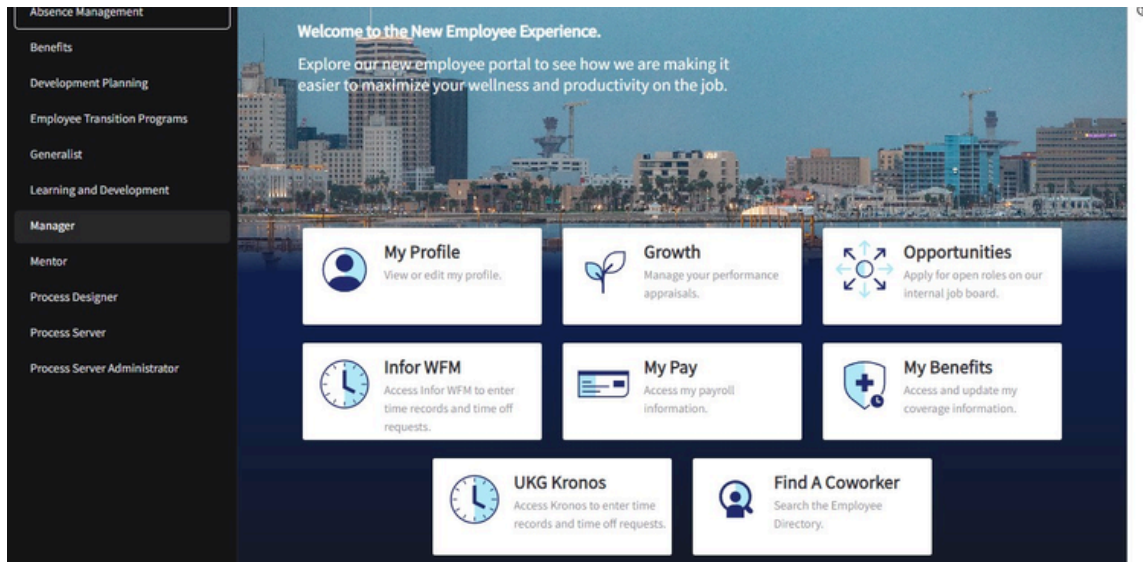 Absence Management
Benefits
Development Planning
Employee Transition Programs
Generalist
Learning and Development
Manager
Mentor
Process Designer
Process Server
Process Server Administrator
Welcome to the New Employee Experience.
Explore our new employee portal to see how we are making it
easier to maximize your wellness and productivity on the job.
My Profile
View or edit my profile.
Growth
Manage your performance
appraisals.
Opportunities
Apply for open roles on our
internal job board.
Infor WFM
Access Infor WFM to enter
time records and time off
requests.
My Pay
Access my payroll
information.
My Benefits
Access and update my
coverage information.
UKG Kronos
Access Kronos to enter time
records and time off requests.
Find A Coworker
Search the Employee
Directory.